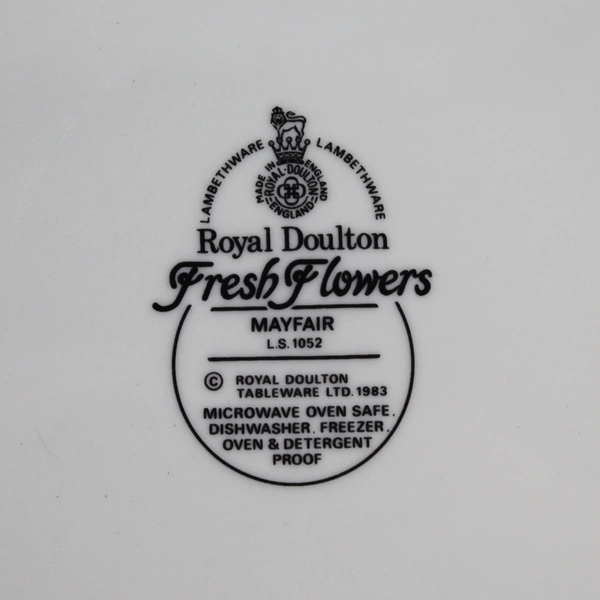 LAMBETHWARE LAMBETHWARE
MADE IN ENGLAND
ROYAL·DOULTON
ENGLAND
Royal Doulton
Fresh Flowers
MAYFAIR
L.S. 1052
© ROYAL DOULTON
TABLEWARE LTD. 1983
MICROWAVE OVEN SAFE.
DISHWASHER. FREEZER.
OVEN & DETERGENT
PROOF